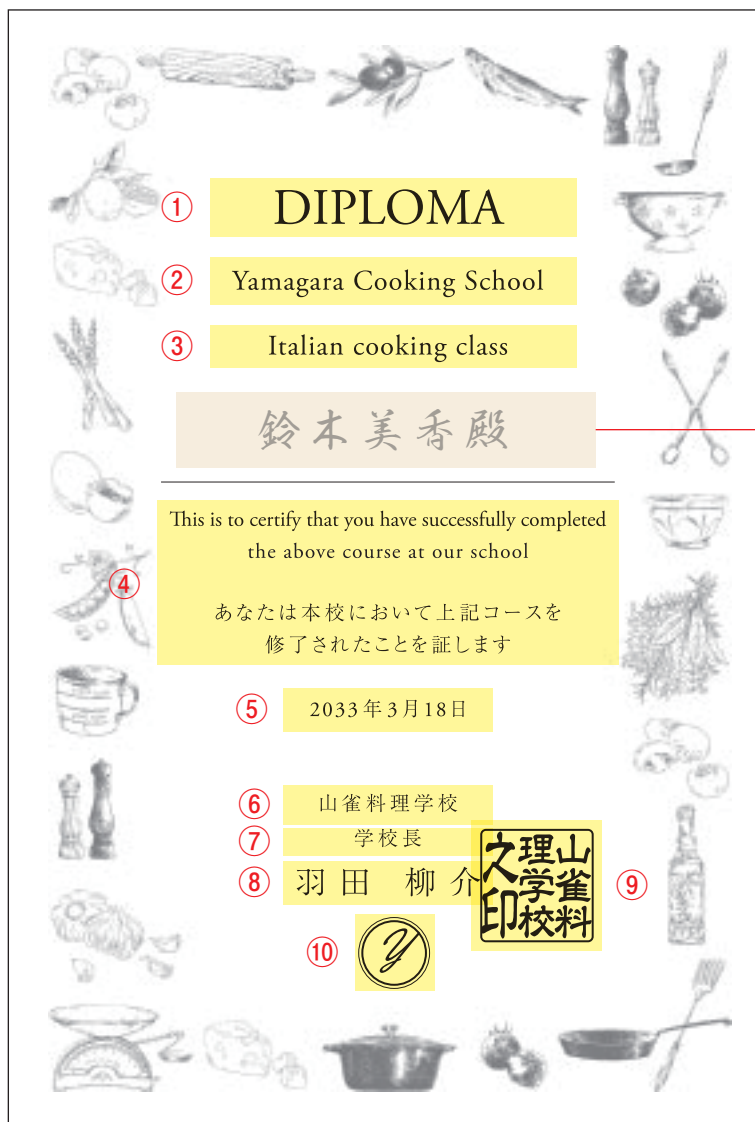 ① DIPLOMA
② Yamagara Cooking School
③ Italian cooking class
鈴木美香殿
This is to certify that you have successfully completed
the above course at our school
④
あなたは本校において上記コースを
修了されたことを証します
⑤ 2033年3月18日
⑥ 山雀料理学校
⑦ 学校長
⑧ 羽田 柳介
山雀料理学校之印 ⑨
⑩ Y